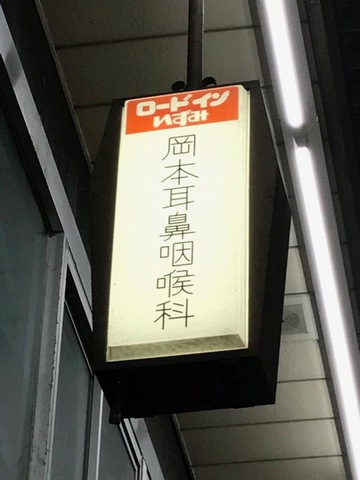 ロードイン
いずみ
岡本耳鼻咽喉科